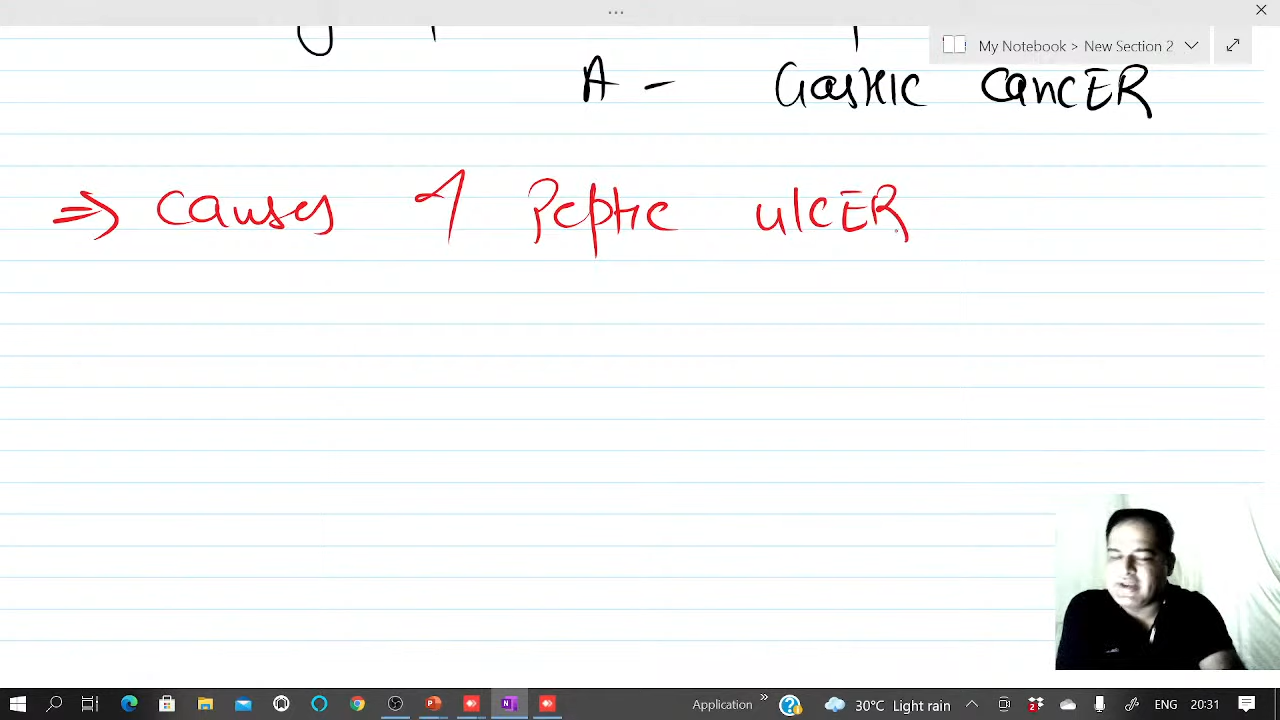 My Notebook > New Section 2
A - Gastric CancER
⇒ Causes of Peptic ulcER
Application
»
30°C Light rain
ENG
20:31